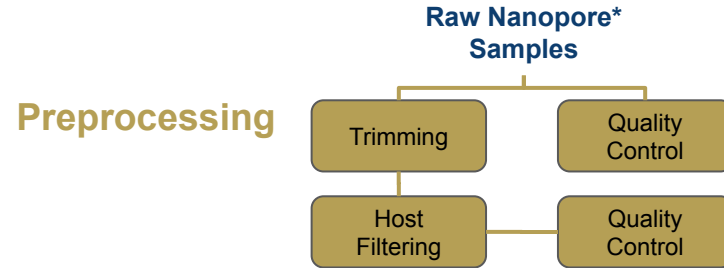 Raw Nanopore*
Samples
Preprocessing
Trimming
Quality
Control
Host
Filtering
Quality
Control